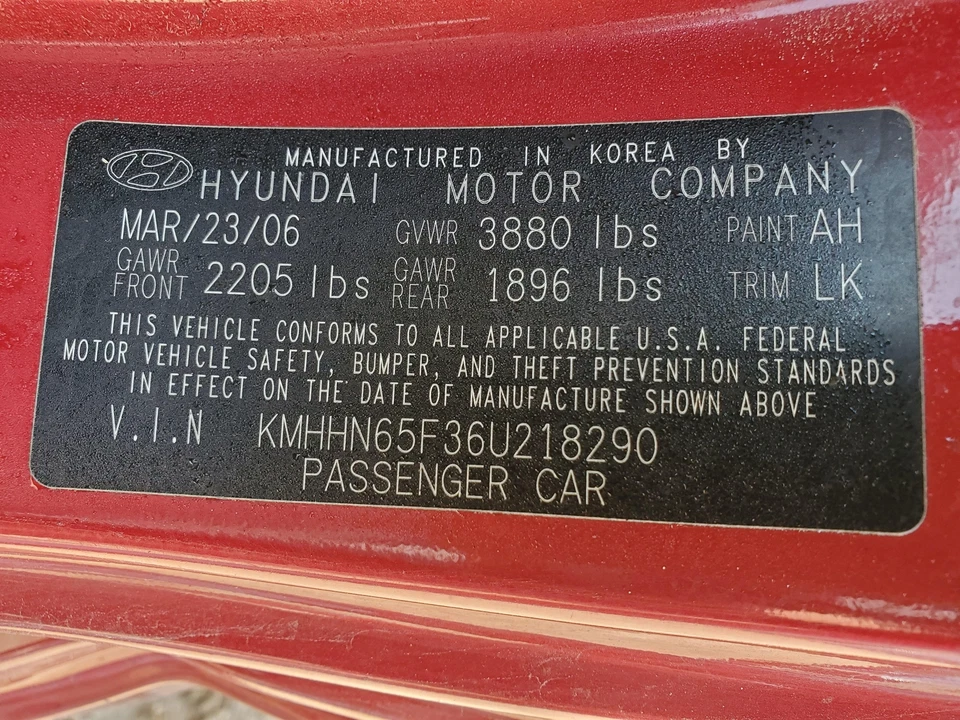 MANUFACTURED IN KOREA BY
HYUNDAI MOTOR COMPANY
MAR/23/06 GVWR 3880 lbs PAINT AH
GAWR FRONT 2205 lbs GAWR REAR 1896 lbs TRIM LK
THIS VEHICLE CONFORMS TO ALL APPLICABLE U.S.A. FEDERAL
MOTOR VEHICLE SAFETY, BUMPER, AND THEFT PREVENTION STANDARDS
IN EFFECT ON THE DATE OF MANUFACTURE SHOWN ABOVE
V.I.N KMHHN65F36U218290
PASSENGER CAR